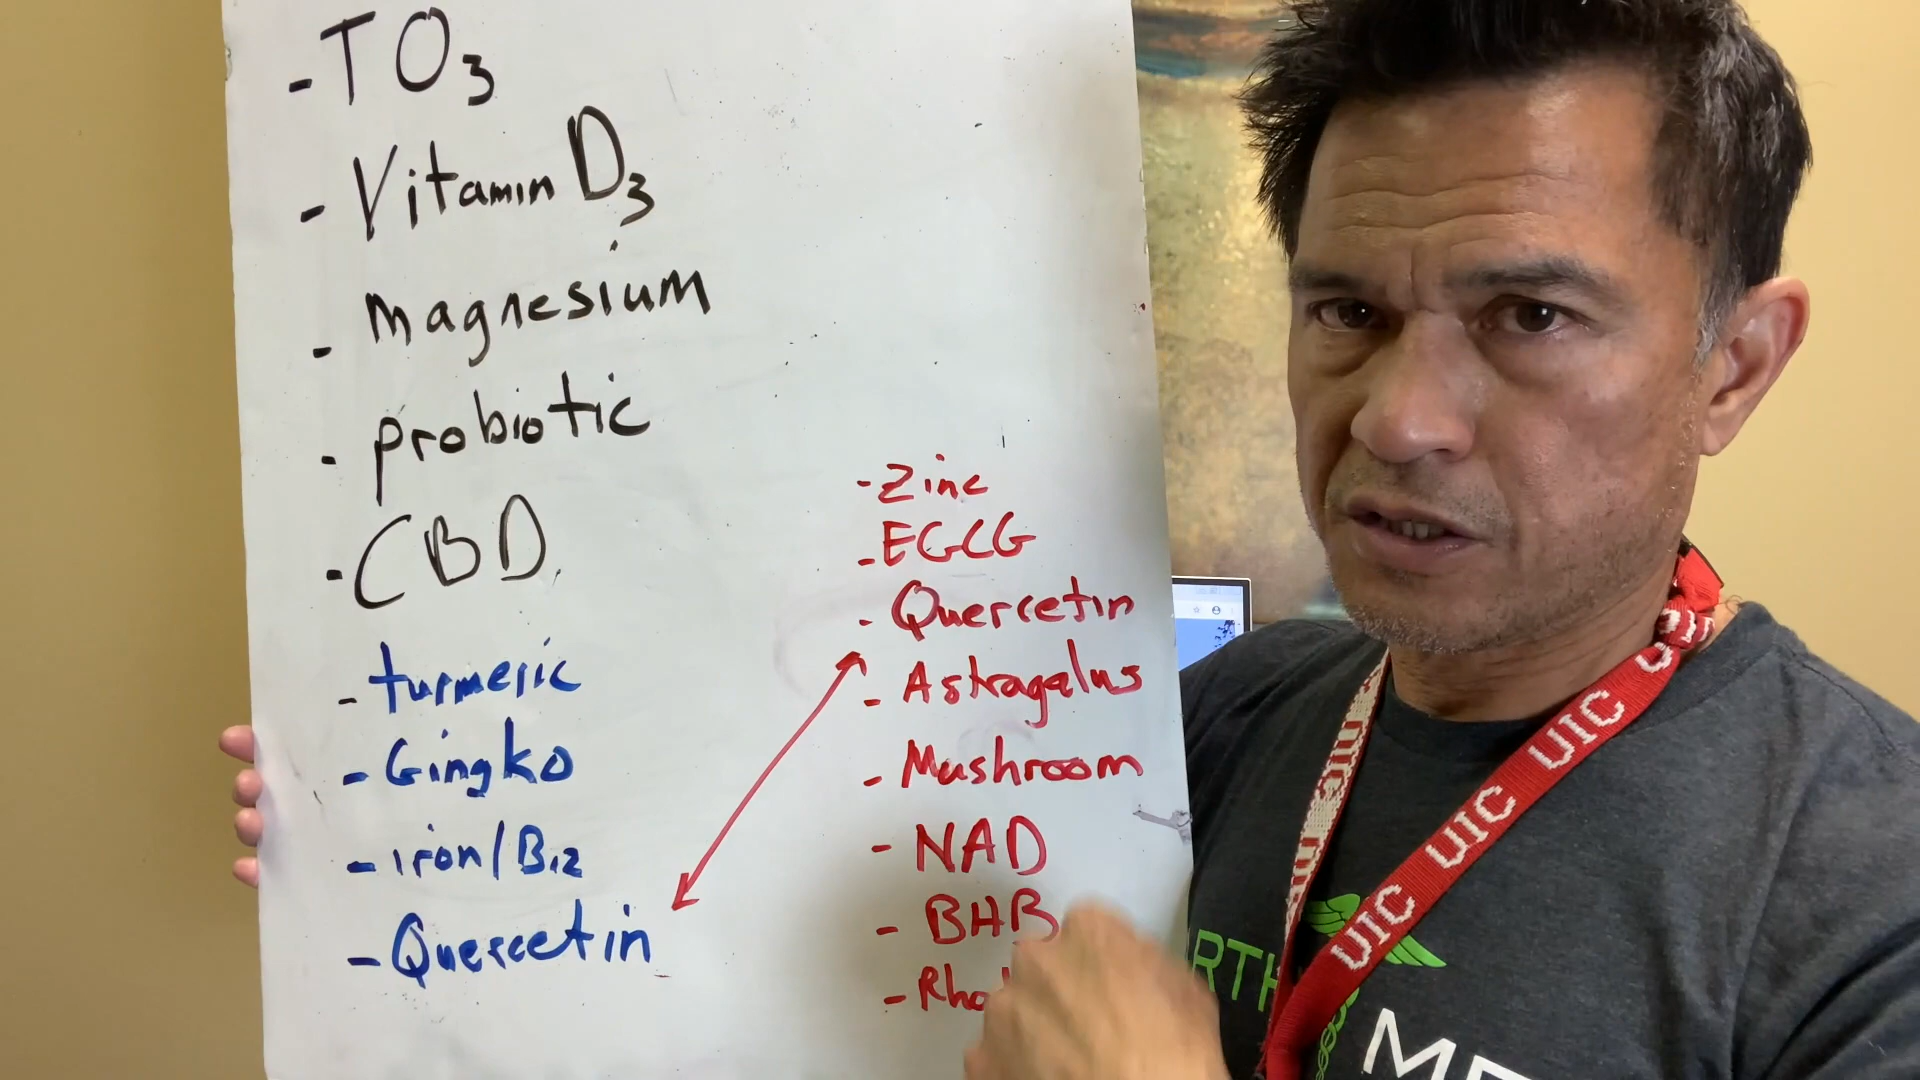 - TO3
- Vitamin D3
- magnesium
- probiotic
- CBD
- turmeric
- Gingko
- iron/B12
- Quercetin
- Zinc
- EGCG
- Quercetin
- Astragalus
- Mushroom
- NAD
- BHB
UIC
UIC
UIC